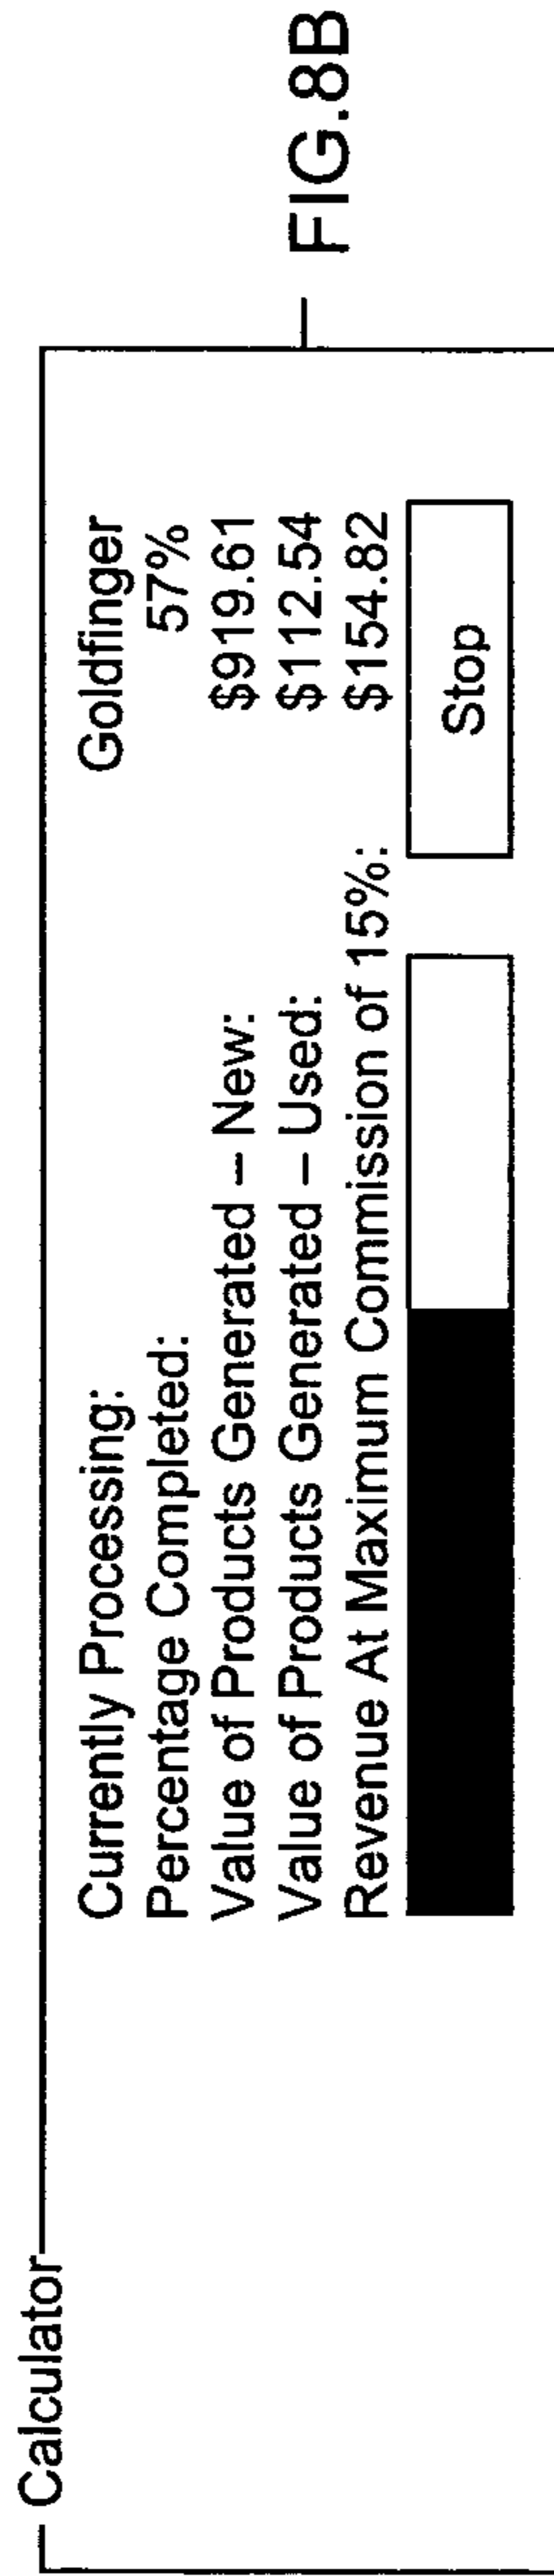 Calculator
Currently Processing: Goldfinger
Percentage Completed: 57%
Value of Products Generated – New: $919.61
Value of Products Generated – Used: $112.54
Revenue At Maximum Commission of 15%: $154.82
Stop
FIG.8B